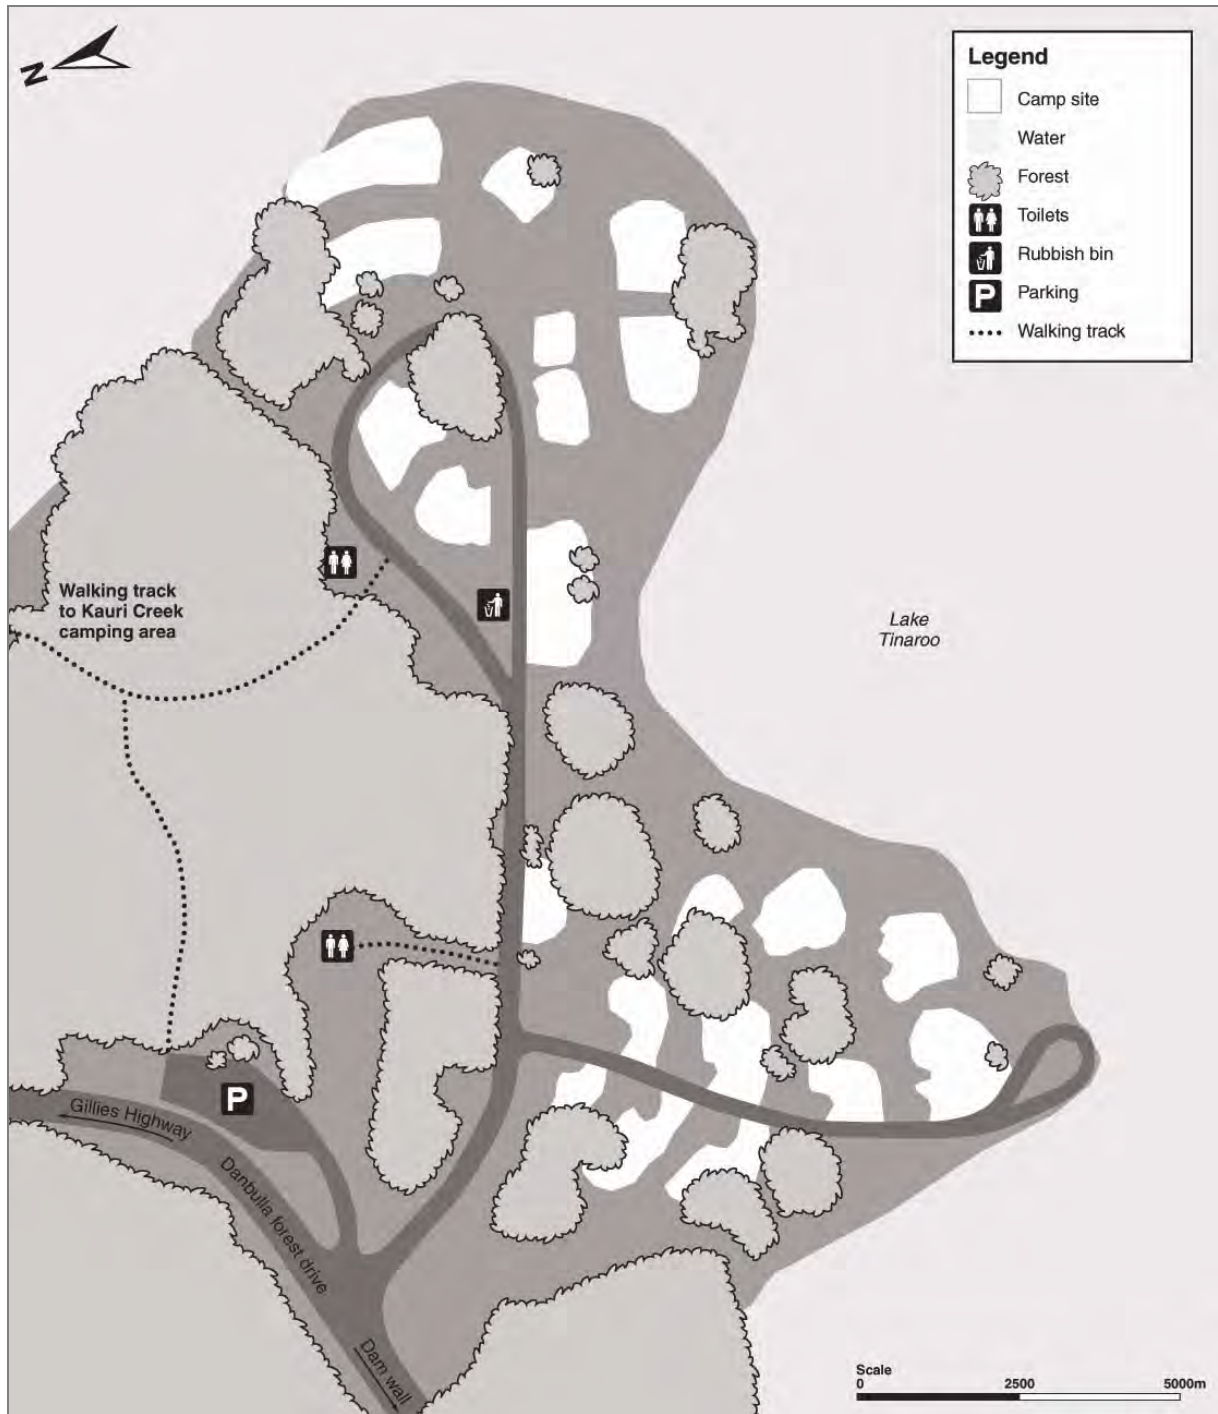 N
Legend
Camp site
Water
Forest
Toilets
Rubbish bin
P
Parking
Walking track
Walking track
to Kauri Creek
camping area
Lake
Tinaroo
P
Gillies Highway
Danbulla forest drive
Dam wall
Scale
0 2500 5000m